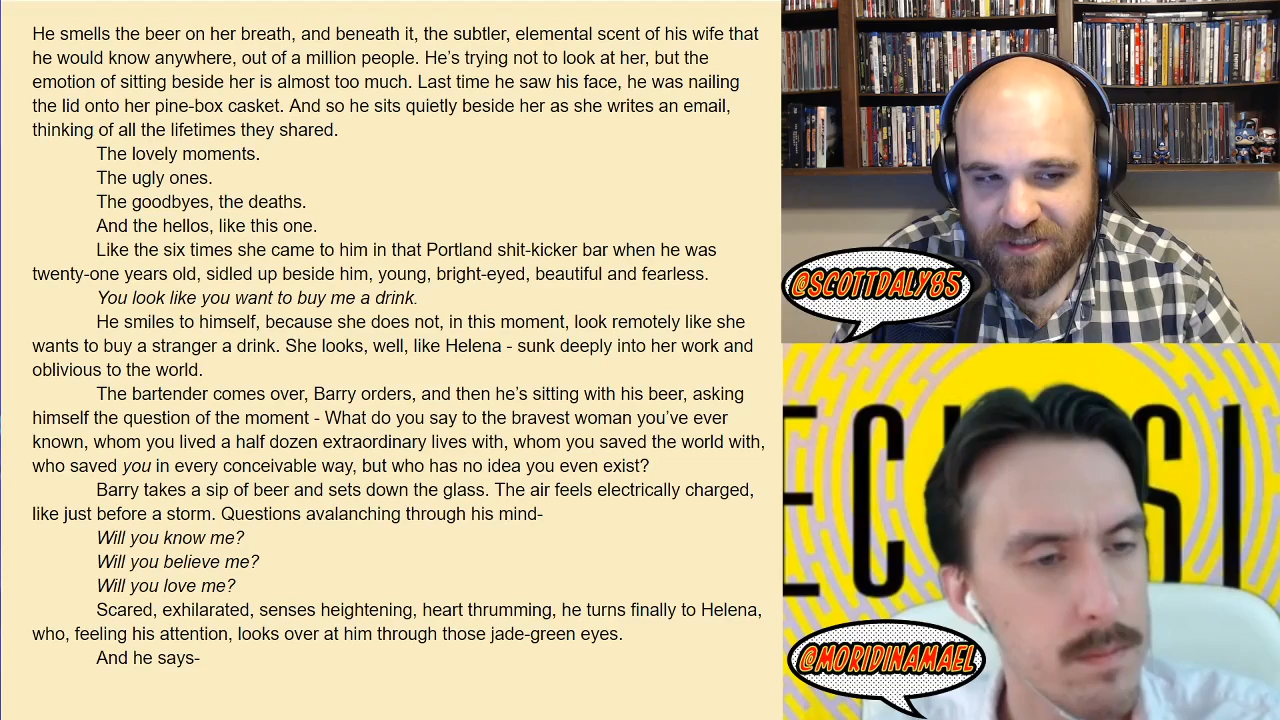 He smells the beer on her breath, and beneath it, the subtler, elemental scent of his wife that
he would know anywhere, out of a million people. He's trying not to look at her, but the
emotion of sitting beside her is almost too much. Last time he saw his face, he was nailing
the lid onto her pine-box casket. And so he sits quietly beside her as she writes an email,
thinking of all the lifetimes they shared.
The lovely moments.
The ugly ones.
The goodbyes, the deaths.
And the hellos, like this one.
Like the six times she came to him in that Portland shit-kicker bar when he was
twenty-one years old, sidled up beside him, young, bright-eyed, beautiful and fearless.
You look like you want to buy me a drink.
He smiles to himself, because she does not, in this moment, look remotely like she
wants to buy a stranger a drink. She looks, well, like Helena - sunk deeply into her work and
oblivious to the world.
The bartender comes over, Barry orders, and then he's sitting with his beer, asking
himself the question of the moment - What do you say to the bravest woman you've ever
known, whom you lived a half dozen extraordinary lives with, whom you saved the world with,
who saved you in every conceivable way, but who has no idea you even exist?
Barry takes a sip of beer and sets down the glass. The air feels electrically charged,
like just before a storm. Questions avalanching through his mind-
Will you know me?
Will you believe me?
Will you love me?
Scared, exhilarated, senses heightening, heart thrumming, he turns finally to Helena,
who, feeling his attention, looks over at him through those jade-green eyes.
And he says-
@SCOTTDALY85
@MORIDINAMAEL